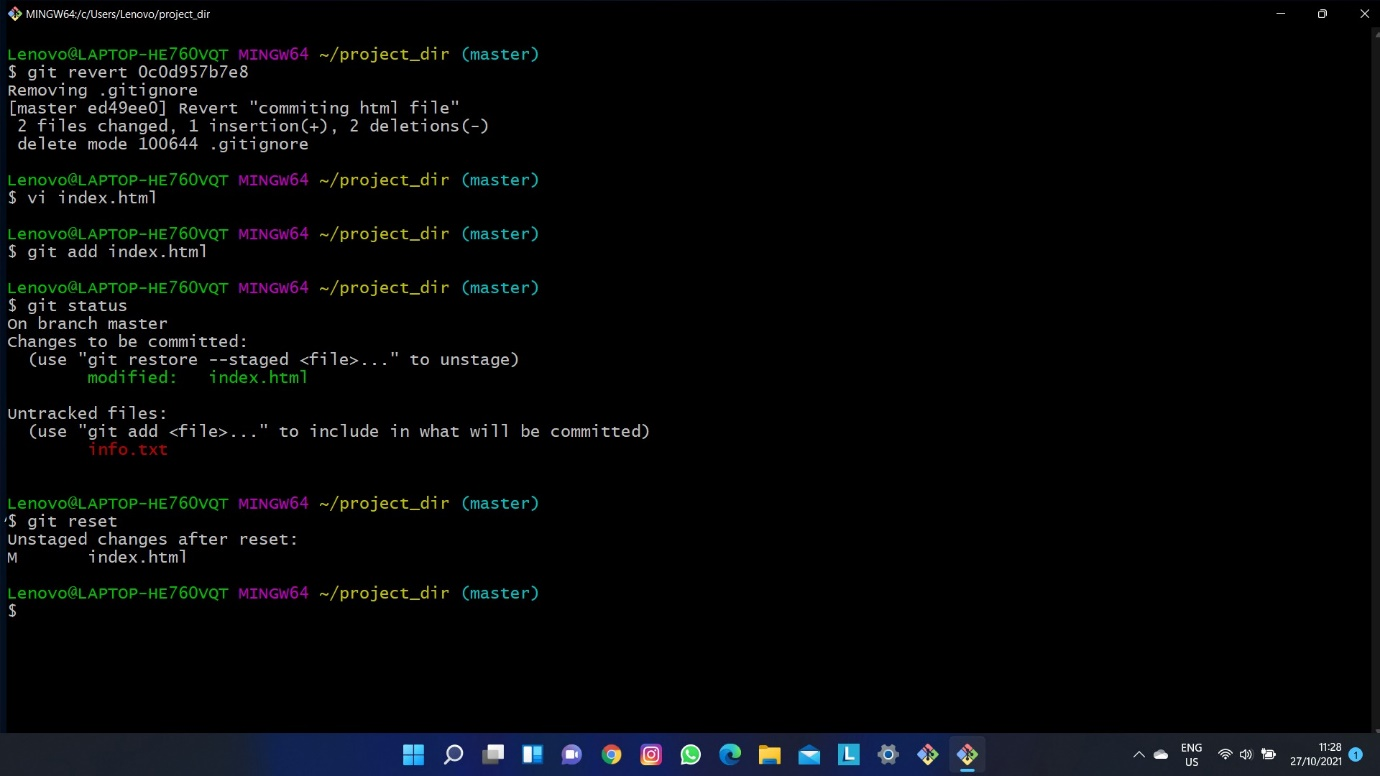 MINGW64:/c/Users/Lenovo/project_dir
Lenovo@LAPTOP-HE760VQT MINGW64 ~/project_dir (master)
$ git revert 0c0d957b7e8
Removing .gitignore
[master ed49ee0] Revert "commiting html file"
2 files changed, 1 insertion(+), 2 deletions(-)
delete mode 100644 .gitignore
Lenovo@LAPTOP-HE760VQT MINGW64 ~/project_dir (master)
$ vi index.html
Lenovo@LAPTOP-HE760VQT MINGW64 ~/project_dir (master)
$ git add index.html
Lenovo@LAPTOP-HE760VQT MINGW64 ~/project_dir (master)
$ git status
On branch master
Changes to be committed:
(use "git restore --staged <file>..." to unstage)
modified: index.html
Untracked files:
(use "git add <file>..." to include in what will be committed)
info.txt
Lenovo@LAPTOP-HE760VQT MINGW64 ~/project_dir (master)
$ git reset
Unstaged changes after reset:
M index.html
Lenovo@LAPTOP-HE760VQT MINGW64 ~/project_dir (master)
$
L
ENG
US
11:28
27/10/2021
1